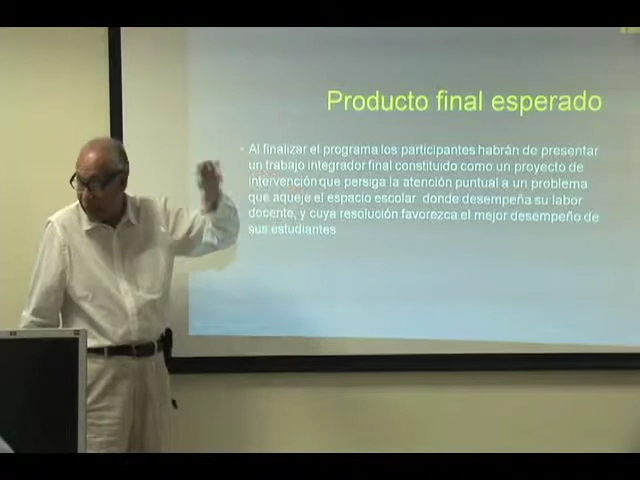 Producto final esperado
Al finalizar el programa los participantes habrán de presentar
un trabajo integrador final constituido como un proyecto de
intervención que persiga la atención puntual a un problema
que aqueje el espacio escolar donde desempeña su labor
docente, y cuya resolución favorezca el mejor desempeño de
sus estudiantes